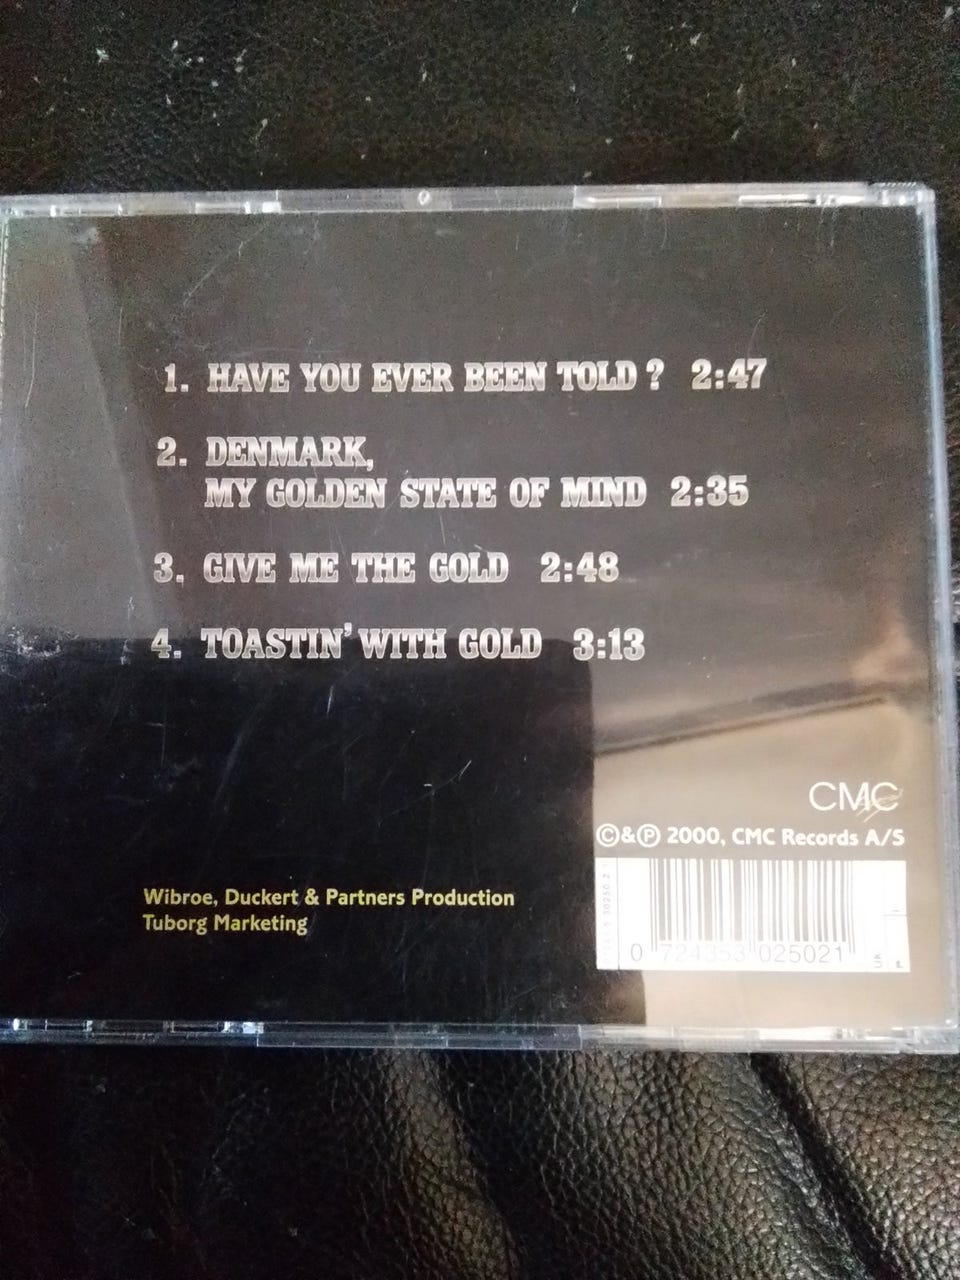 1. HAVE YOU EVER BEEN TOLD ? 2:47
2. DENMARK,
MY GOLDEN STATE OF MIND 2:35
3. GIVE ME THE GOLD 2:48
4. TOASTIN' WITH GOLD 3:13
CMC
©&℗ 2000, CMC Records A/S
Wibroe, Duckert & Partners Production
Tuborg Marketing
0 724353 025021
UK